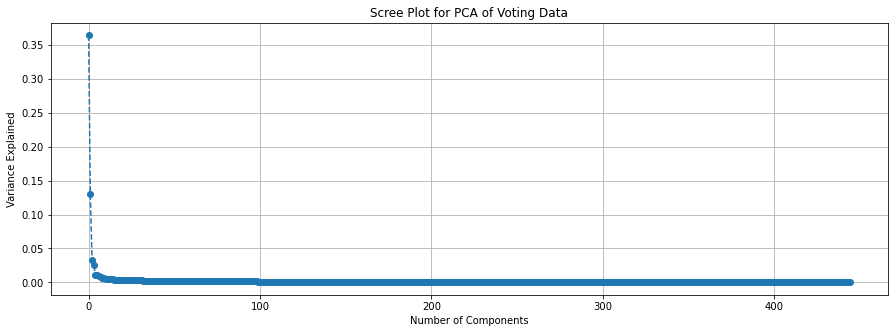 Scree Plot for PCA of Voting Data
Variance Explained
0.35
0.30
0.25
0.20
0.15
0.10
0.05
0.00
0 100 200 300 400
Number of Components